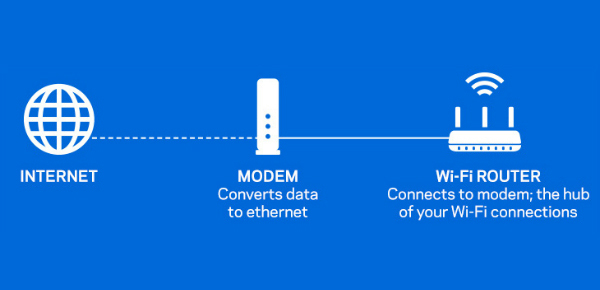 INTERNET
MODEM
Converts data
to ethernet
Wi-Fi ROUTER
Connects to modem; the hub
of your Wi-Fi connections